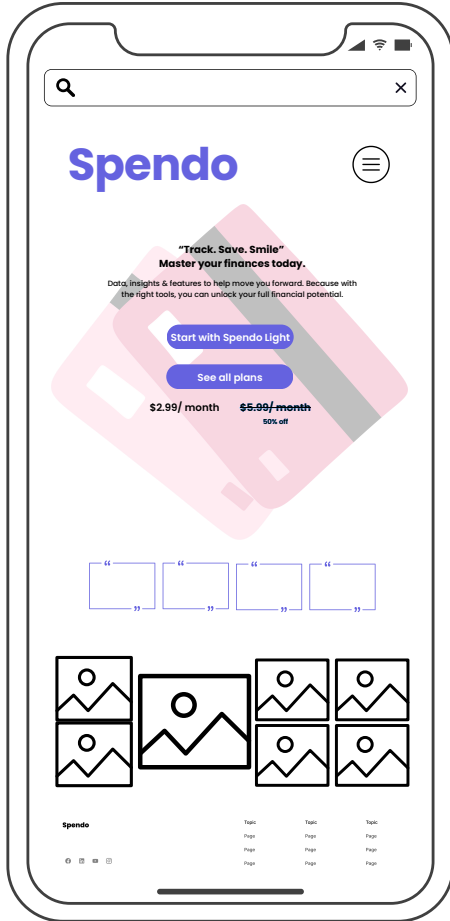 Spendo
“Track. Save. Smile”
Master your finances today.
Data, insights & features to help move you forward. Because with
the right tools, you can unlock your full financial potential.
Start with Spendo Light
See all plans
$2.99/ month $5.99/ month
50% off
“ “ “ “
” ” ” ”
Spendo Topic Topic Topic
Page Page Page
Page Page Page
Page Page Page